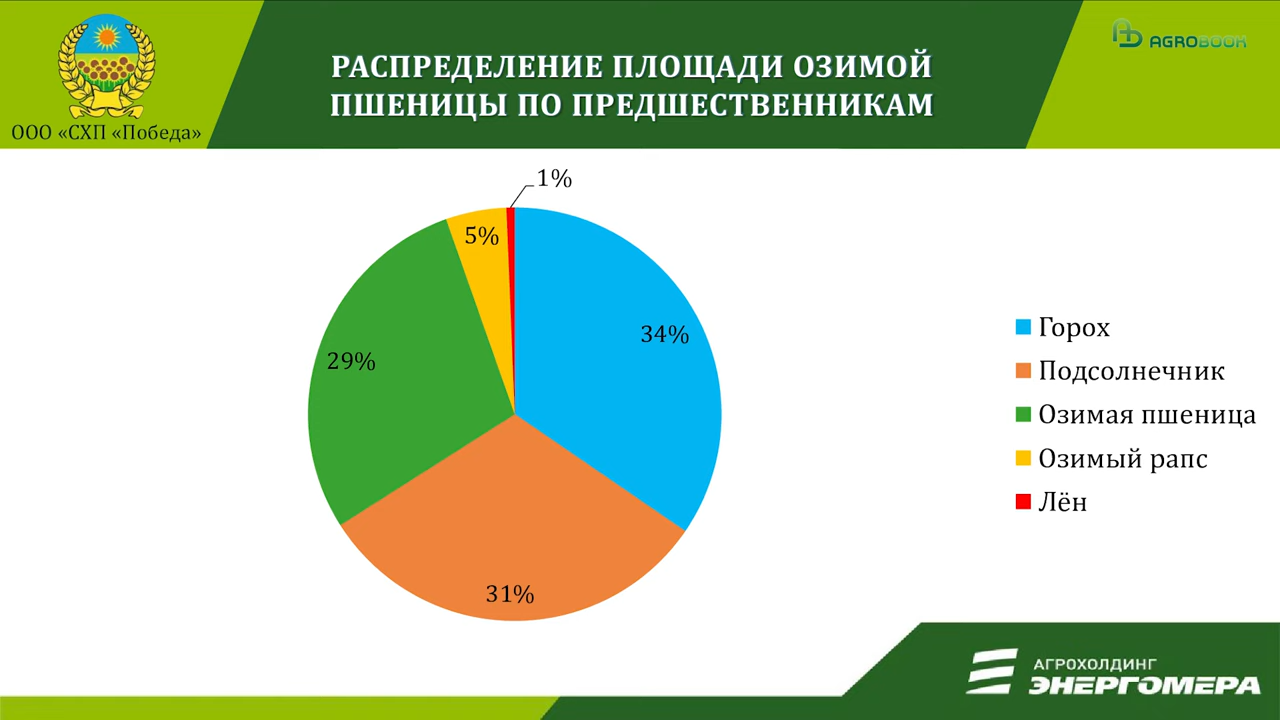 AGROBOOK
РАСПРЕДЕЛЕНИЕ ПЛОЩАДИ ОЗИМОЙ
ПШЕНИЦЫ ПО ПРЕДШЕСТВЕННИКАМ
ООО «СХП «Победа»
1%
5%
34%
29%
31%
Горох
Подсолнечник
Озимая пшеница
Озимый рапс
Лён
АГРОХОЛДИНГ
ЭНЕРГОМЕРА